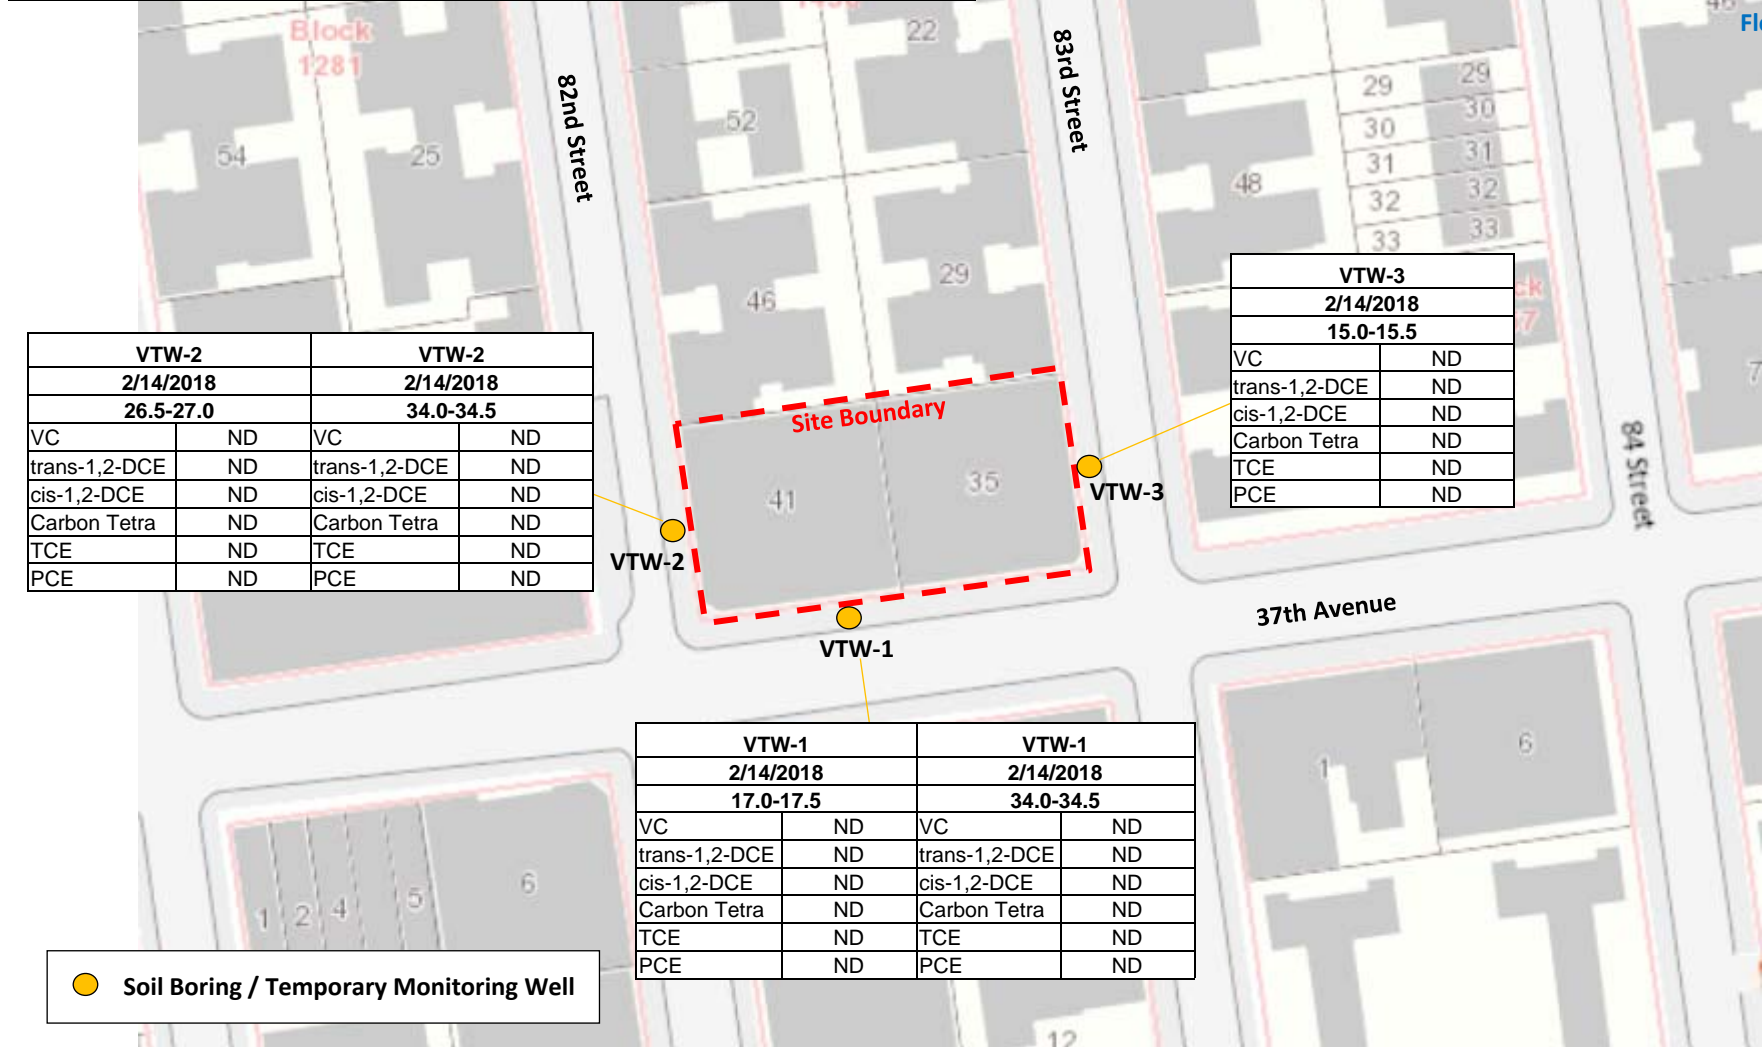 Block
1281
22
29
29
30
30
31
31
32
32
33
33
54
25
52
48
46
29
82nd Street
83rd Street
84 Street
37th Avenue
VTW-2 VTW-2
2/14/2018 2/14/2018
26.5-27.0 34.0-34.5
VC ND VC ND
trans-1,2-DCE ND trans-1,2-DCE ND
cis-1,2-DCE ND cis-1,2-DCE ND
Carbon Tetra ND Carbon Tetra ND
TCE ND TCE ND
PCE ND PCE ND
VTW-3
2/14/2018
15.0-15.5
VC ND
trans-1,2-DCE ND
cis-1,2-DCE ND
Carbon Tetra ND
TCE ND
PCE ND
Site Boundary
41
35
VTW-3
VTW-2
VTW-1
VTW-1 VTW-1
2/14/2018 2/14/2018
17.0-17.5 34.0-34.5
VC ND VC ND
trans-1,2-DCE ND trans-1,2-DCE ND
cis-1,2-DCE ND cis-1,2-DCE ND
Carbon Tetra ND Carbon Tetra ND
TCE ND TCE ND
PCE ND PCE ND
1
6
1
2
4
5
6
12
Soil Boring / Temporary Monitoring Well